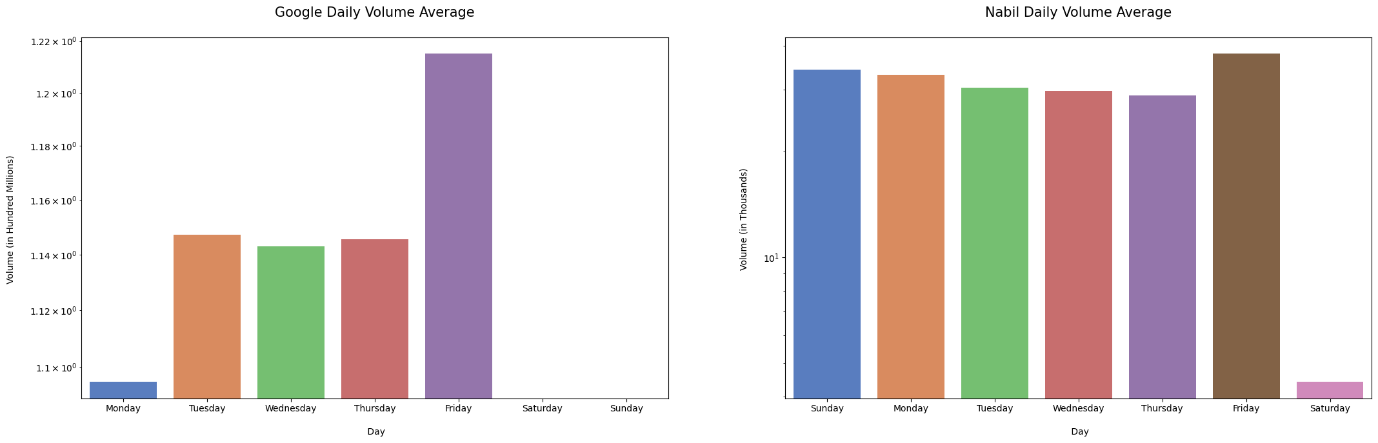 Google Daily Volume Average
Volume (in Hundred Millions)
1.22 × 10⁰
1.2 × 10⁰
1.18 × 10⁰
1.16 × 10⁰
1.14 × 10⁰
1.12 × 10⁰
1.1 × 10⁰
Monday Tuesday Wednesday Thursday Friday Saturday Sunday
Day
Nabil Daily Volume Average
Volume (in Thousands)
10¹
Sunday Monday Tuesday Wednesday Thursday Friday Saturday
Day